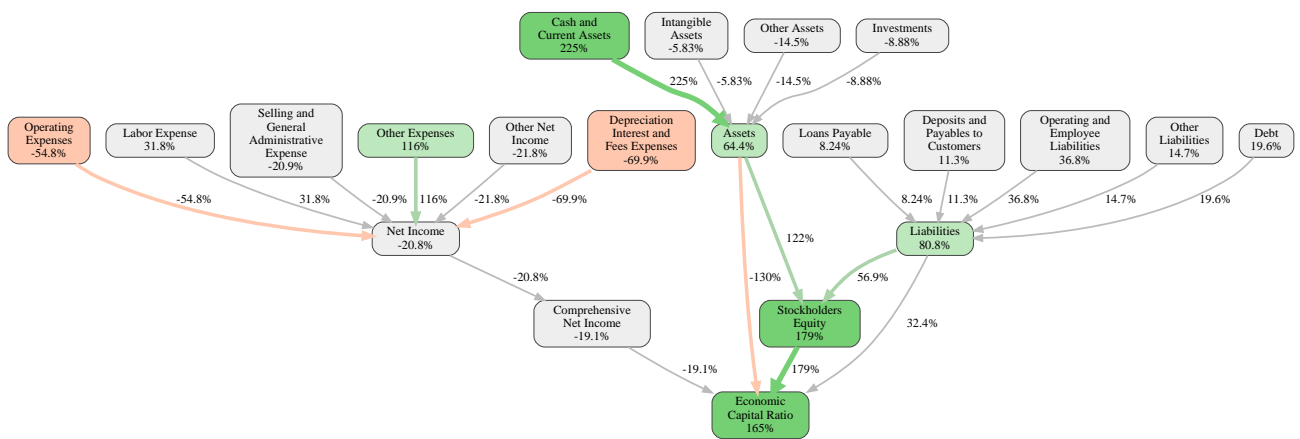 Cash and
Current Assets
225%
Intangible
Assets
-5.83%
Other Assets
-14.5%
Investments
-8.88%
225%
-5.83%
-14.5%
-8.88%
Operating
Expenses
-54.8%
Labor Expense
31.8%
Selling and
General
Administrative
Expense
-20.9%
Other Expenses
116%
Other Net
Income
-21.8%
Depreciation
Interest and
Fees Expenses
-69.9%
Assets
64.4%
Loans Payable
8.24%
Deposits and
Payables to
Customers
11.3%
Operating and
Employee
Liabilities
36.8%
Other
Liabilities
14.7%
Debt
19.6%
-54.8%
31.8%
-20.9%
116%
-21.8%
-69.9%
8.24%
11.3%
36.8%
14.7%
19.6%
Net Income
-20.8%
Liabilities
80.8%
122%
-20.8%
-130%
56.9%
Comprehensive
Net Income
-19.1%
Stockholders
Equity
179%
32.4%
-19.1%
179%
Economic
Capital Ratio
165%